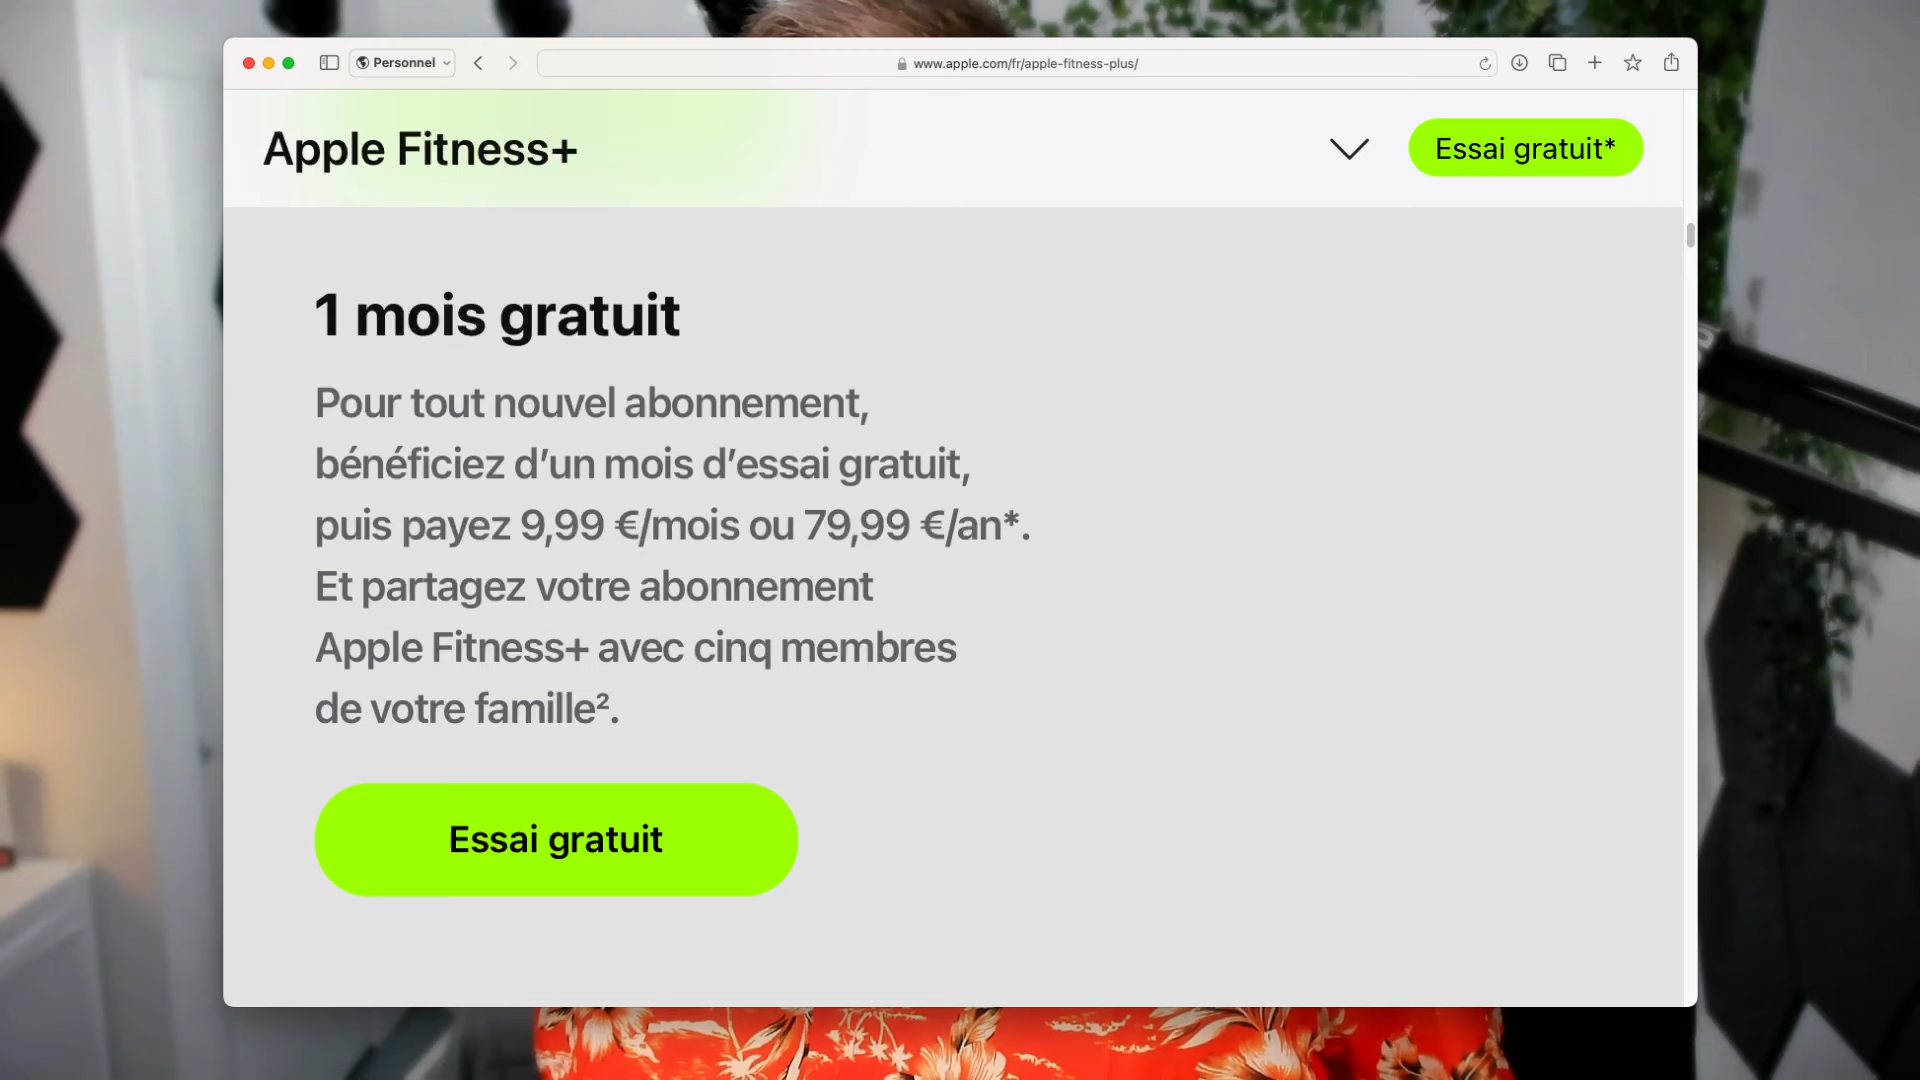 Personnel
www.apple.com/fr/apple-fitness-plus/
Apple Fitness+
Essai gratuit*
1 mois gratuit
Pour tout nouvel abonnement,
bénéficiez d’un mois d’essai gratuit,
puis payez 9,99 €/mois ou 79,99 €/an*.
Et partagez votre abonnement
Apple Fitness+ avec cinq membres
de votre famille².
Essai gratuit